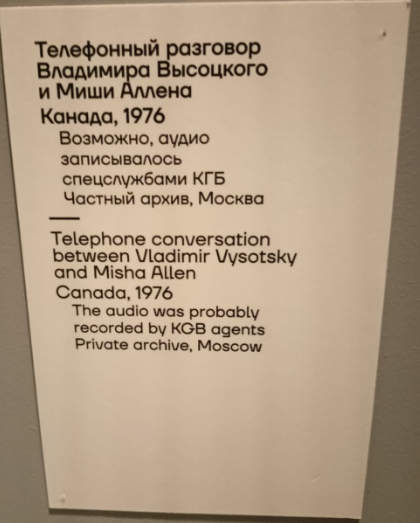 Телефонный разговор
Владимира Высоцкого
и Миши Аллена
Канада, 1976
Возможно, аудио
записывалось
спецслужбами КГБ
Частный архив, Москва
Telephone conversation
between Vladimir Vysotsky
and Misha Allen
Canada, 1976
The audio was probably
recorded by KGB agents
Private archive, Moscow